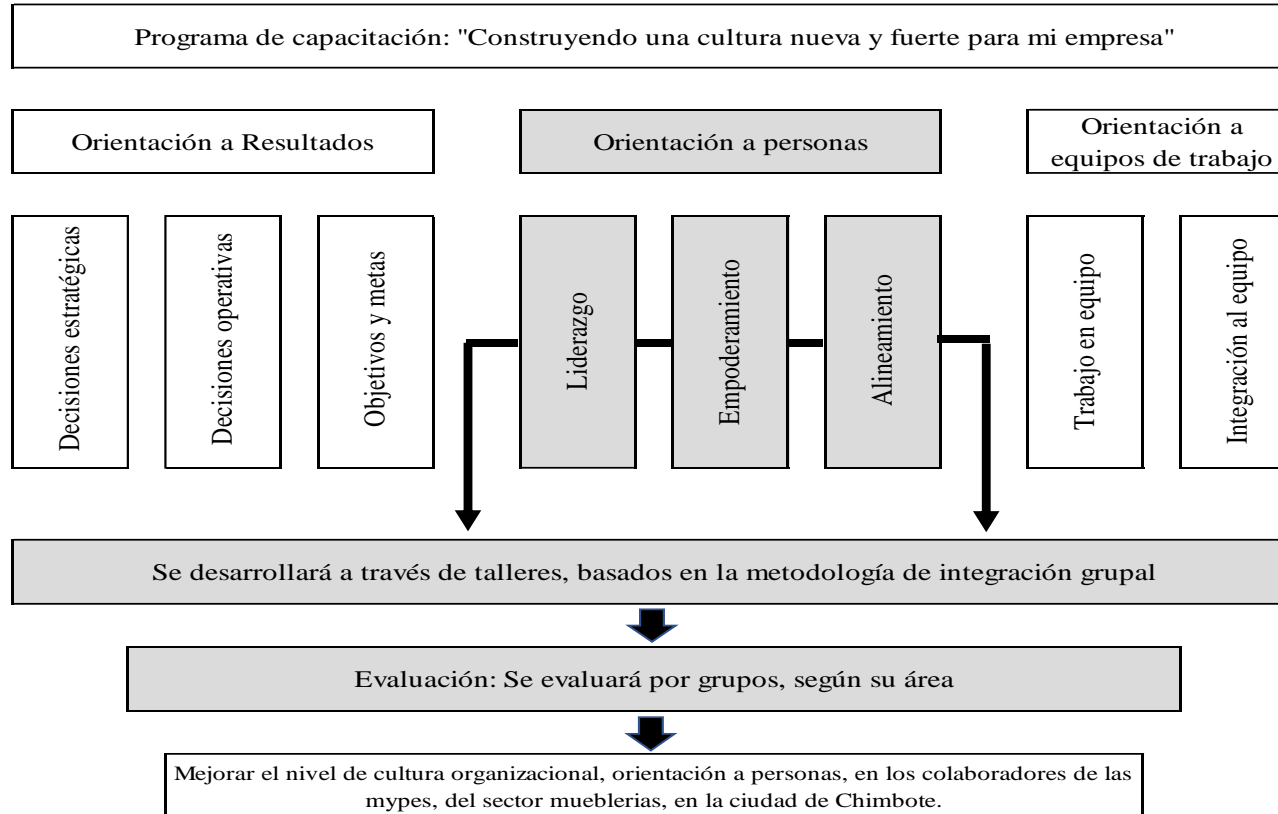 Programa de capacitación: "Construyendo una cultura nueva y fuerte para mi empresa"
Orientación a Resultados
Orientación a personas
Orientación a
equipos de trabajo
Decisiones estratégicas
Decisiones operativas
Objetivos y metas
Liderazgo
Empoderamiento
Alineamiento
Trabajo en equipo
Integración al equipo
Se desarrollará a través de talleres, basados en la metodología de integración grupal
Evaluación: Se evaluará por grupos, según su área
Mejorar el nivel de cultura organizacional, orientación a personas, en los colaboradores de las
mypes, del sector mueblerias, en la ciudad de Chimbote.